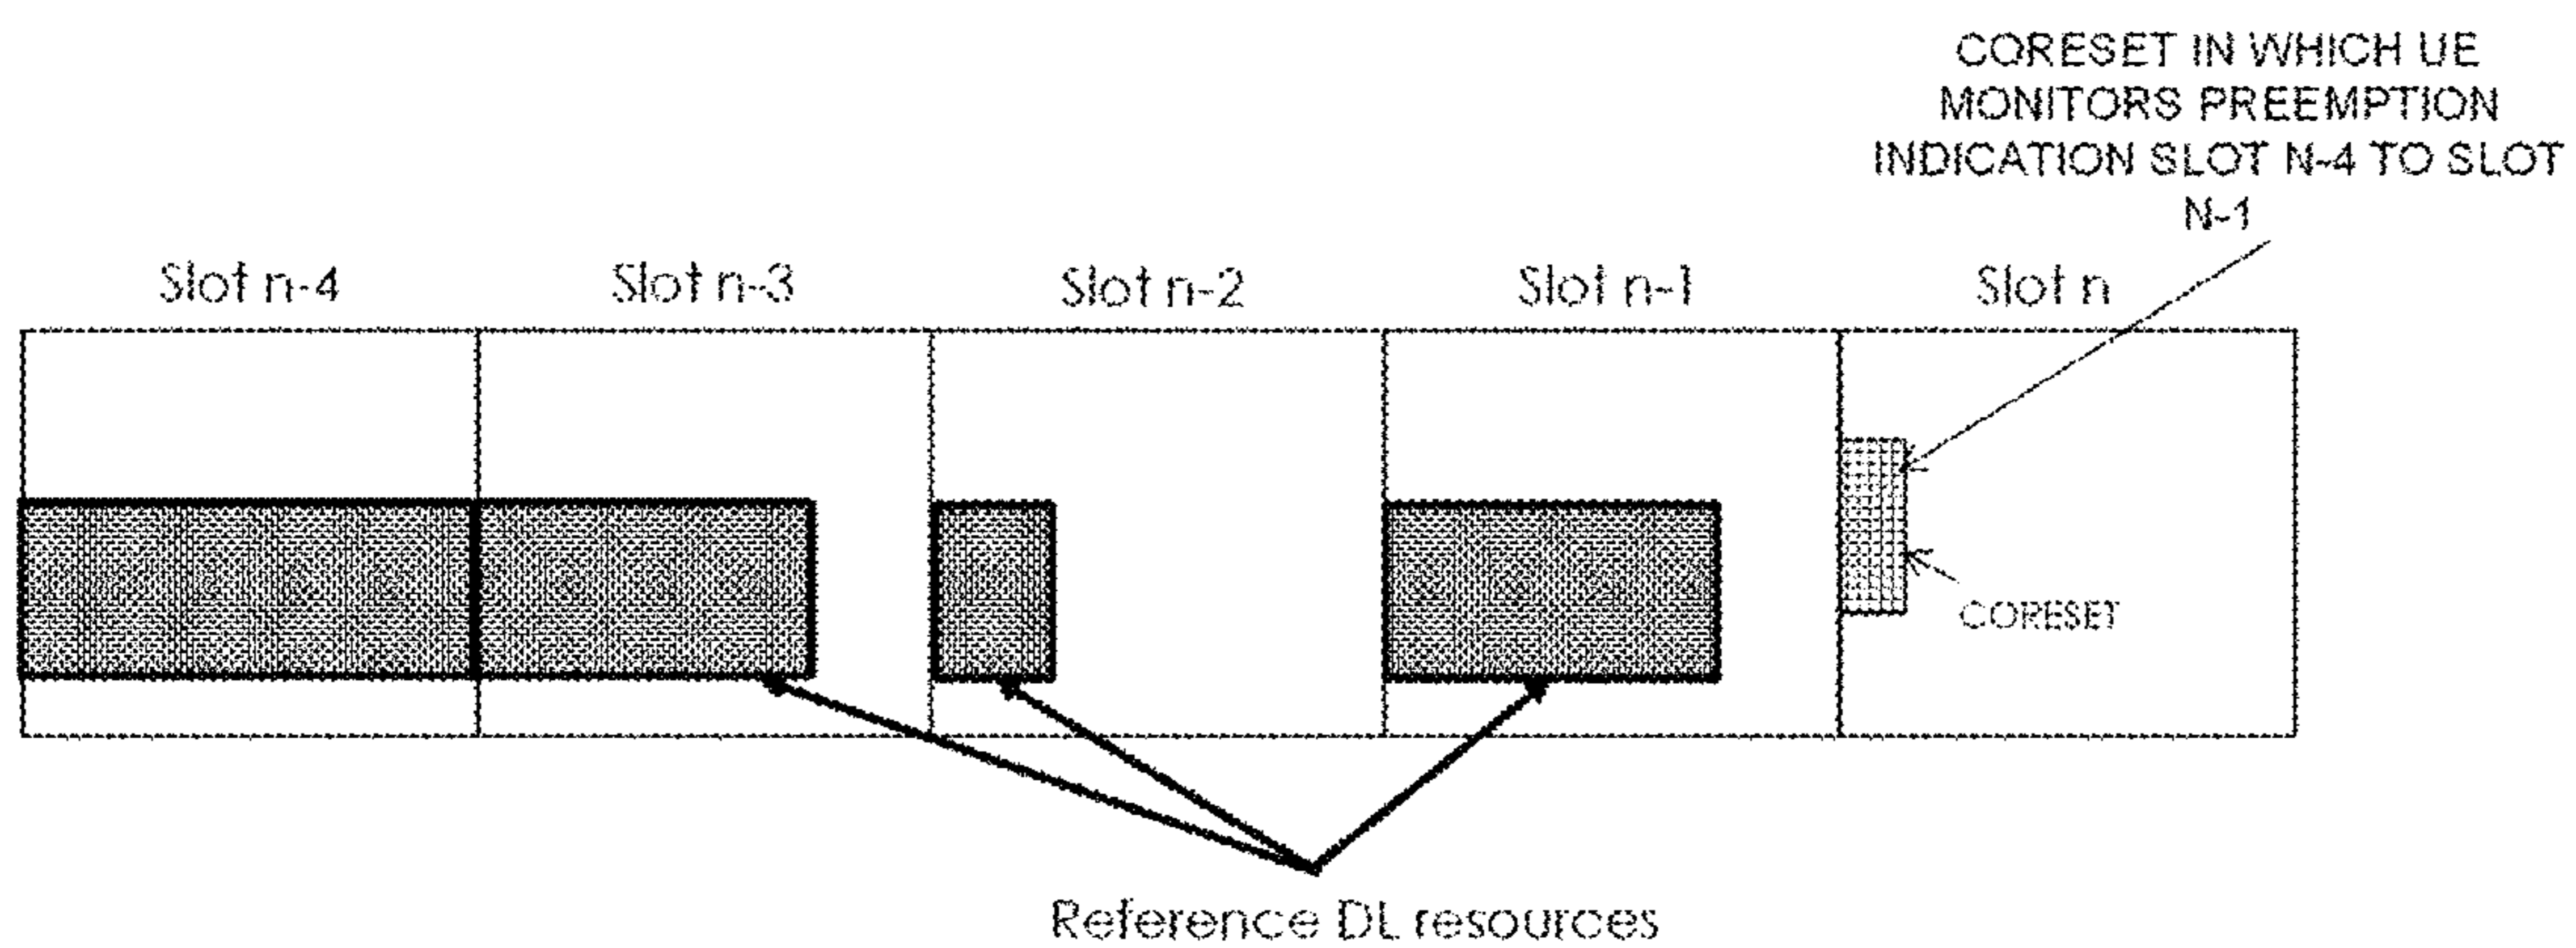 CORESET IN WHICH UE
MONITORS PREEMPTION
INDICATION SLOT N-4 TO SLOT
N-1
Slot n-4
Slot n-3
Slot n-2
Slot n-1
Slot n
CORESET
Reference DL resources